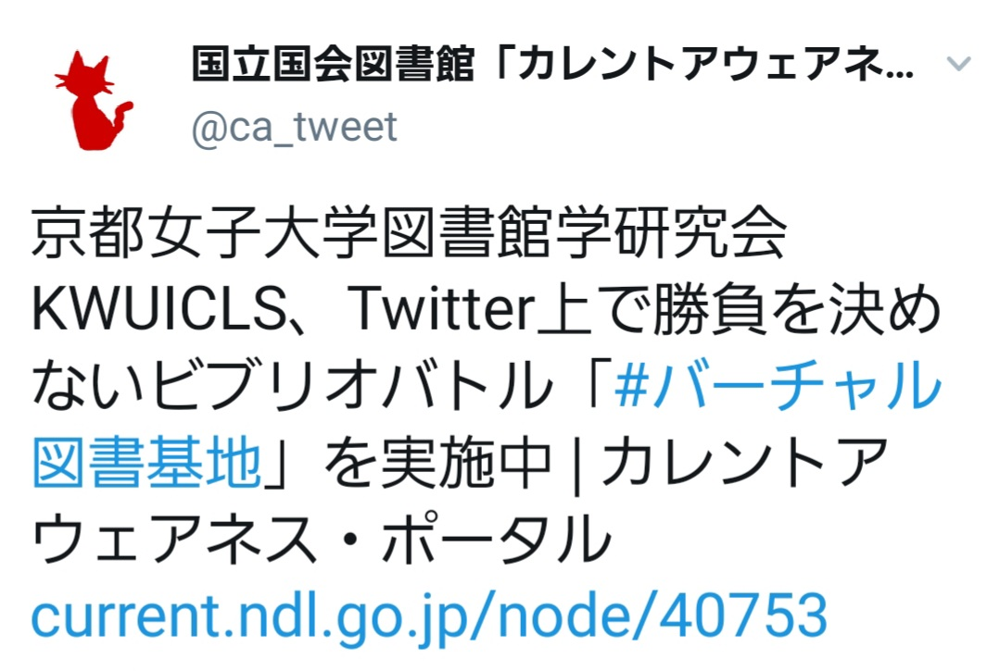 国立国会図書館「カレントアウェアネ...
@ca_tweet
京都女子大学図書館学研究会
KWUICLS、Twitter上で勝負を決め
ないビブリオバトル「#バーチャル
図書基地」を実施中 | カレントア
ウェアネス・ポータル
current.ndl.go.jp/node/40753